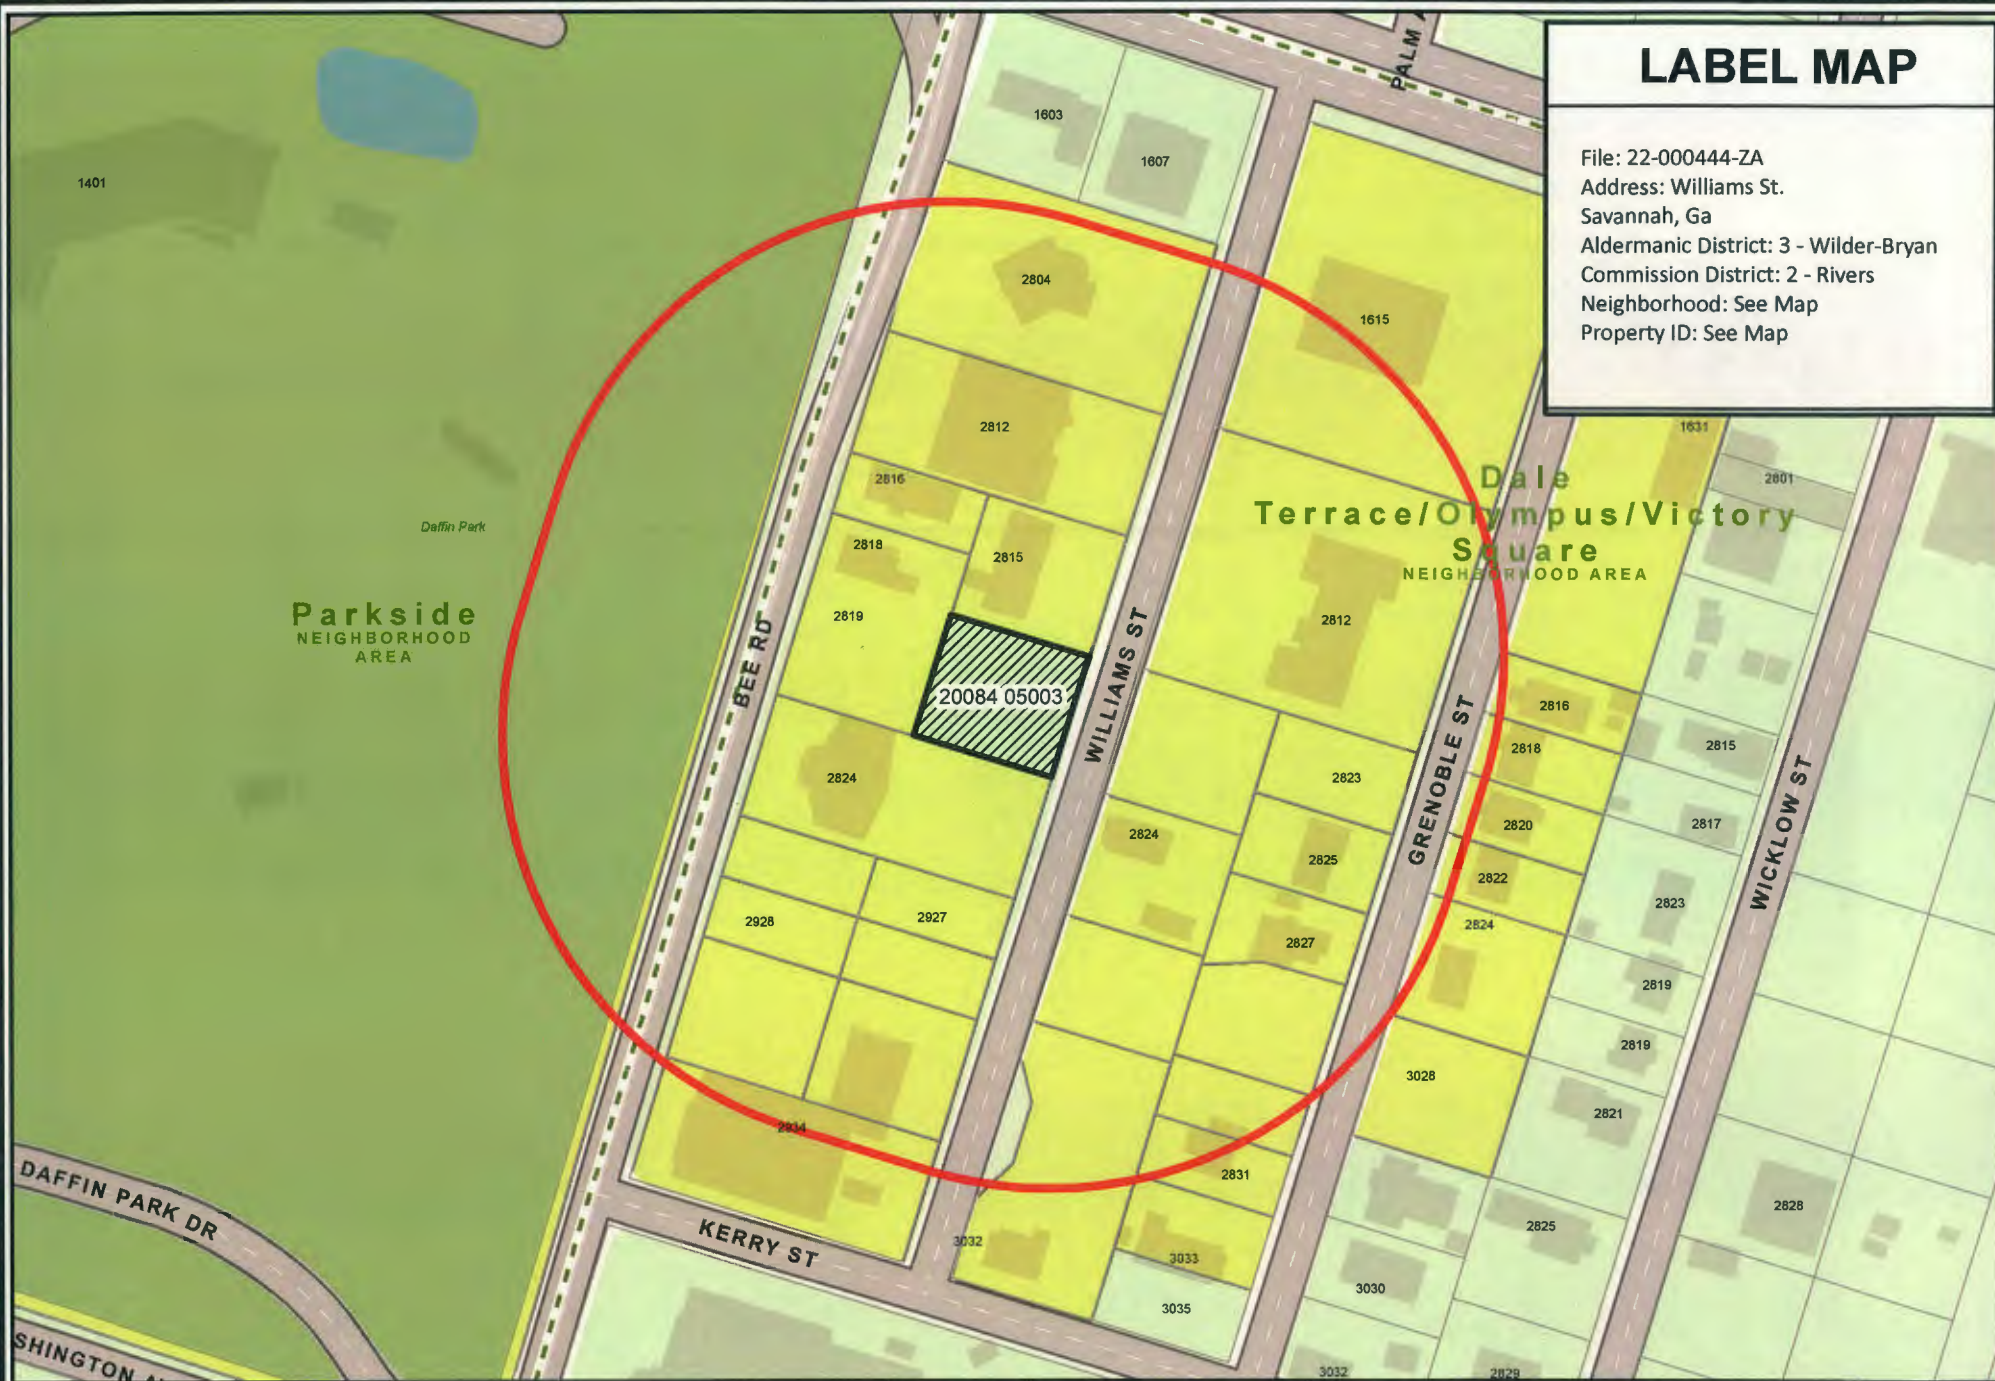 LABEL MAP
File: 22-000444-ZA
Address: Williams St.
Savannah, Ga
Aldermanic District: 3 - Wilder-Bryan
Commission District: 2 - Rivers
Neighborhood: See Map
Property ID: See Map
PALM
1603
1607
1401
2804
1615
2812
1631
2801
2816
Dale
Terrace/Olympus/Victory
Square
NEIGHBORHOOD AREA
Daffin Park
2818
2815
2819
2812
Parkside
NEIGHBORHOOD
AREA
BEE RD
20084 05003
WILLIAMS ST
GRENOBLE ST
WICKLOW ST
2816
2818
2815
2824
2823
2820
2817
2824
2825
2822
2823
2928
2927
2827
2824
2819
2819
3028
2821
2934
2831
2828
DAFFIN PARK DR
KERRY ST
3032
3033
2825
3030
3035
SHINGTON
3032
2829